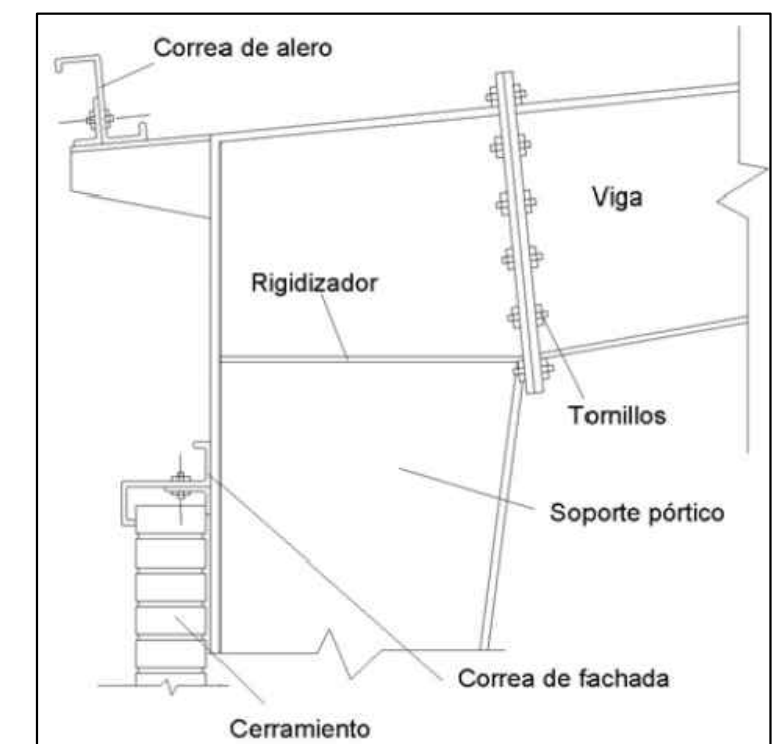 Correa de alero
Viga
Rigidizador
Tornillos
Soporte pórtico
Correa de fachada
Cerramiento